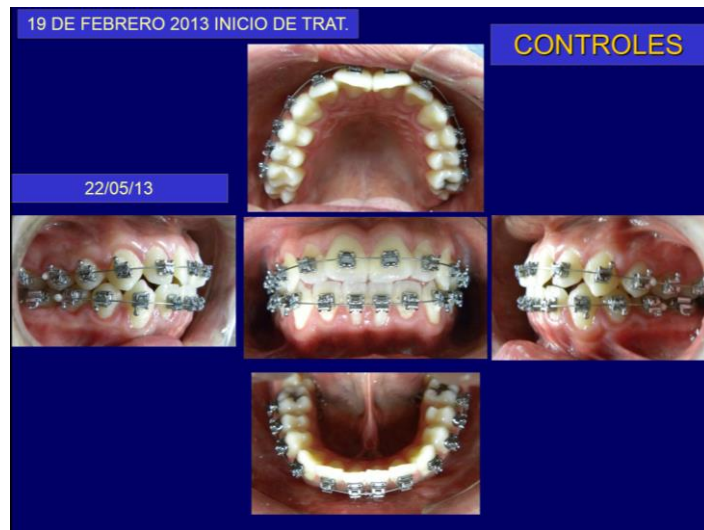 19 DE FEBRERO 2013 INICIO DE TRAT.
CONTROLES
22/05/13